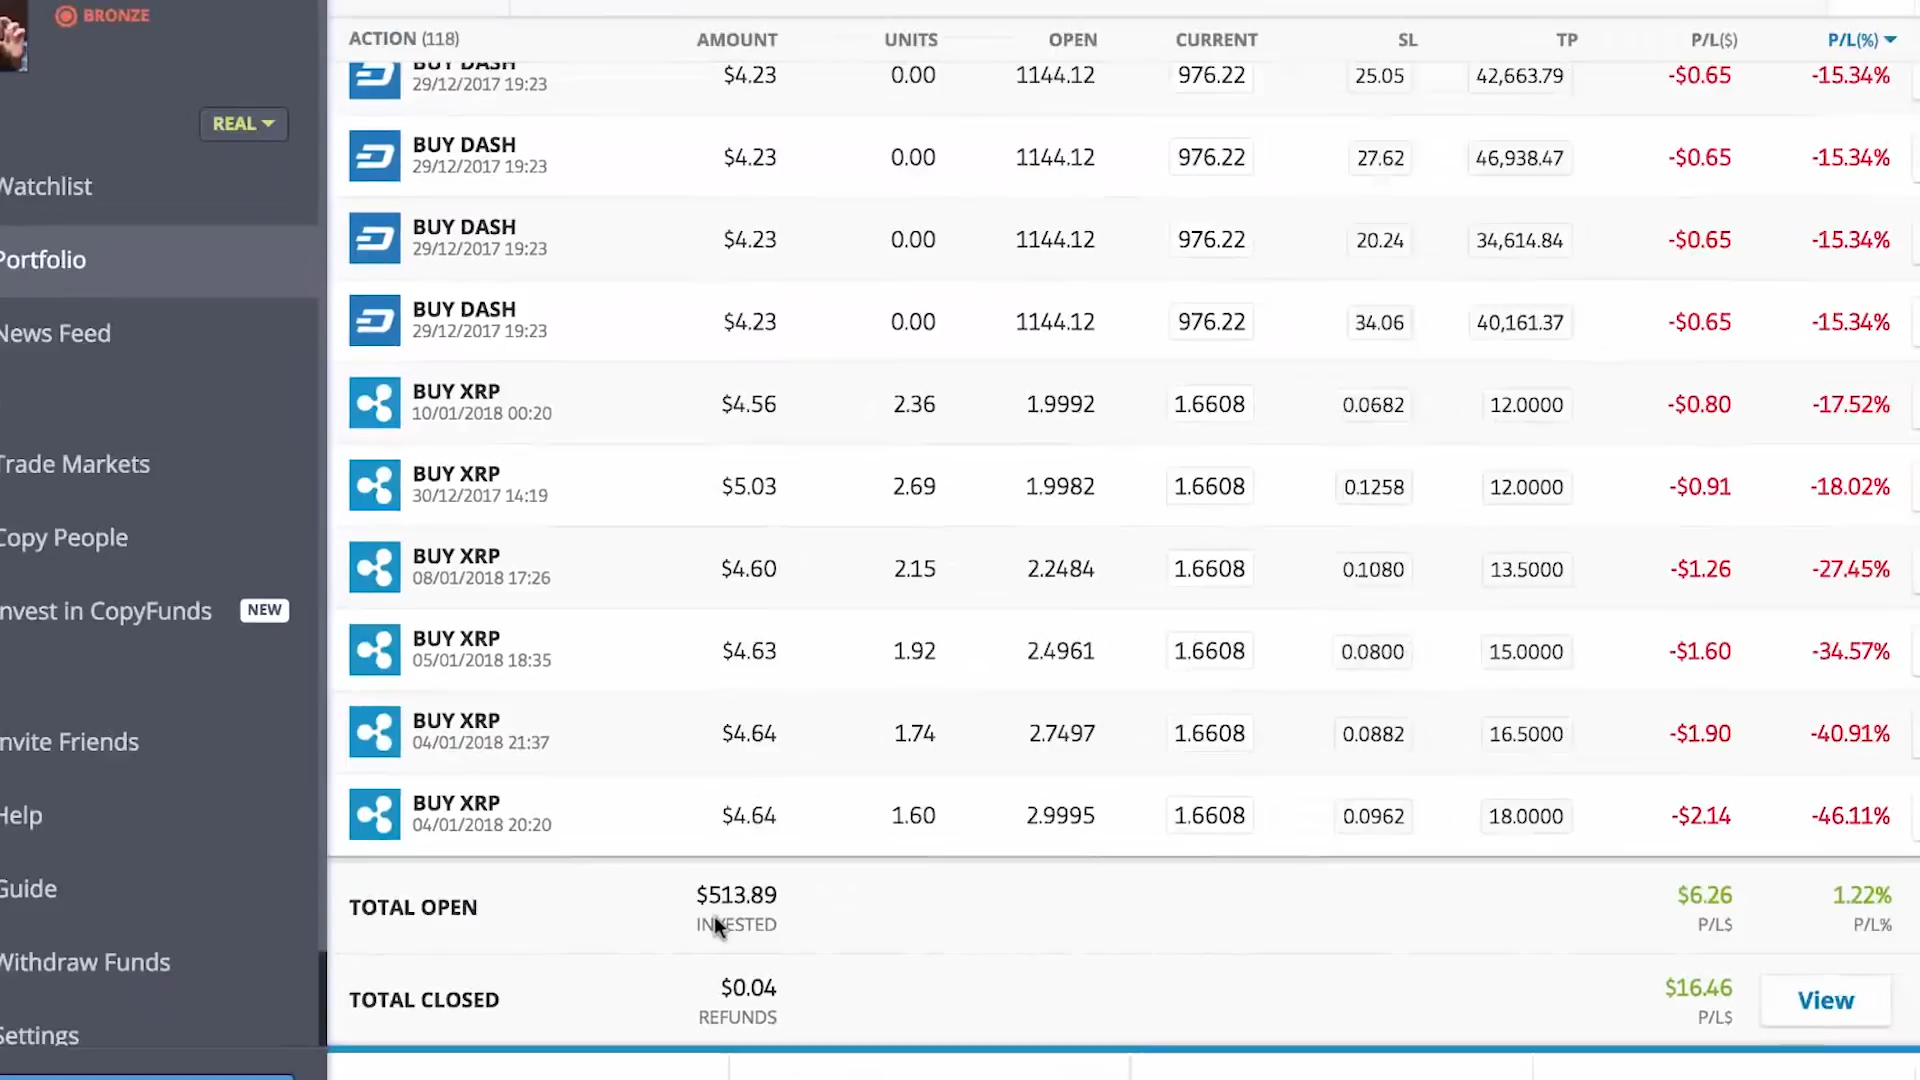 BRONZE
REAL
Watchlist
Portfolio
News Feed
Trade Markets
Copy People
Invest in CopyFunds NEW
Invite Friends
Help
Guide
Withdraw Funds
Settings
ACTION (118) AMOUNT UNITS OPEN CURRENT SL TP P/L($) P/L(%)
BUY DASH
29/12/2017 19:23 $4.23 0.00 1144.12 976.22 25.05 42,663.79 -$0.65 -15.34%
BUY DASH
29/12/2017 19:23 $4.23 0.00 1144.12 976.22 27.62 46,938.47 -$0.65 -15.34%
BUY DASH
29/12/2017 19:23 $4.23 0.00 1144.12 976.22 20.24 34,614.84 -$0.65 -15.34%
BUY DASH
29/12/2017 19:23 $4.23 0.00 1144.12 976.22 34.06 40,161.37 -$0.65 -15.34%
BUY XRP
10/01/2018 00:20 $4.56 2.36 1.9992 1.6608 0.0682 12.0000 -$0.80 -17.52%
BUY XRP
30/12/2017 14:19 $5.03 2.69 1.9982 1.6608 0.1258 12.0000 -$0.91 -18.02%
BUY XRP
08/01/2018 17:26 $4.60 2.15 2.2484 1.6608 0.1080 13.5000 -$1.26 -27.45%
BUY XRP
05/01/2018 18:35 $4.63 1.92 2.4961 1.6608 0.0800 15.0000 -$1.60 -34.57%
BUY XRP
04/01/2018 21:37 $4.64 1.74 2.7497 1.6608 0.0882 16.5000 -$1.90 -40.91%
BUY XRP
04/01/2018 20:20 $4.64 1.60 2.9995 1.6608 0.0962 18.0000 -$2.14 -46.11%
TOTAL OPEN $513.89 $6.26 1.22%
INVESTED P/L$ P/L%
TOTAL CLOSED $0.04 $16.46 View
REFUNDS P/L$